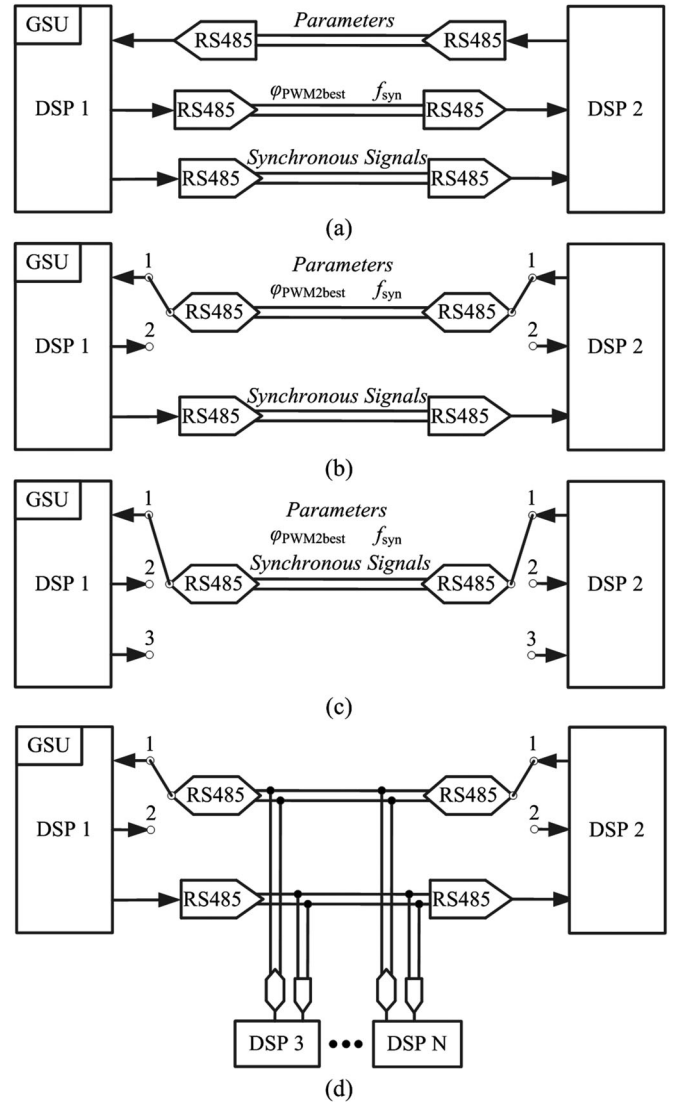 GSU
RS485
Parameters
RS485
DSP 1
RS485
φPWM2best fsyn
RS485
DSP 2
RS485
Synchronous Signals
RS485
(a)
GSU
1
Parameters
1
RS485
φPWM2best fsyn
RS485
DSP 1
2
2
DSP 2
RS485
Synchronous Signals
RS485
(b)
GSU
1
Parameters
1
φPWM2best fsyn
DSP 1
2
RS485
Synchronous Signals
RS485
2
DSP 2
3
3
(c)
GSU
1
1
RS485
RS485
DSP 1
2
2
DSP 2
RS485
RS485
DSP 3
•••
DSP N
(d)